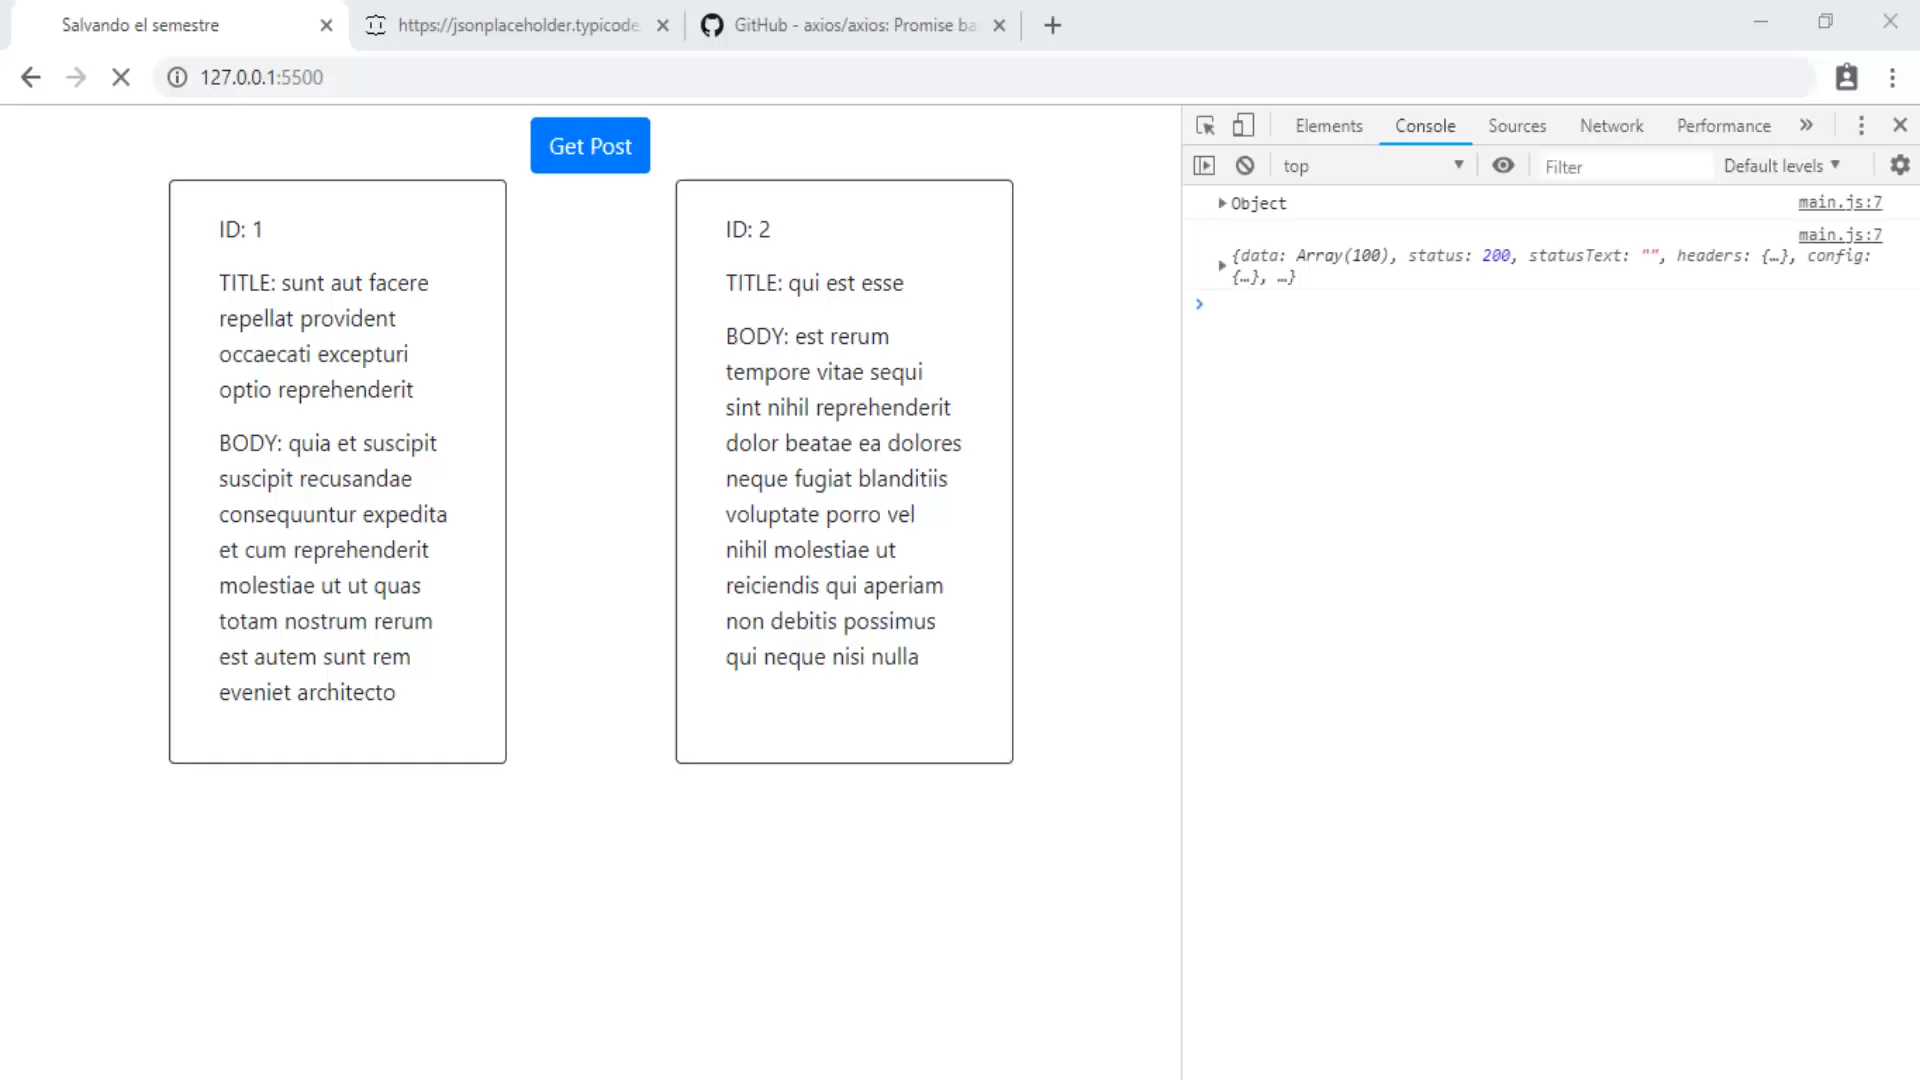 Salvando el semestre
https://jsonplaceholder.typicode.
GitHub - axios/axios: Promise ba
127.0.0.1:5500
Get Post
ID: 1
TITLE: sunt aut facere
repellat provident
occaecati excepturi
optio reprehenderit
BODY: quia et suscipit
suscipit recusandae
consequuntur expedita
et cum reprehenderit
molestiae ut ut quas
totam nostrum rerum
est autem sunt rem
eveniet architecto
ID: 2
TITLE: qui est esse
BODY: est rerum
tempore vitae sequi
sint nihil reprehenderit
dolor beatae ea dolores
neque fugiat blanditiis
voluptate porro vel
nihil molestiae ut
reiciendis qui aperiam
non debitis possimus
qui neque nisi nulla
Elements Console Sources Network Performance
top Filter Default levels
Object main.js:7
main.js:7
{data: Array(100), status: 200, statusText: "", headers: {…}, config:
{…}, …}